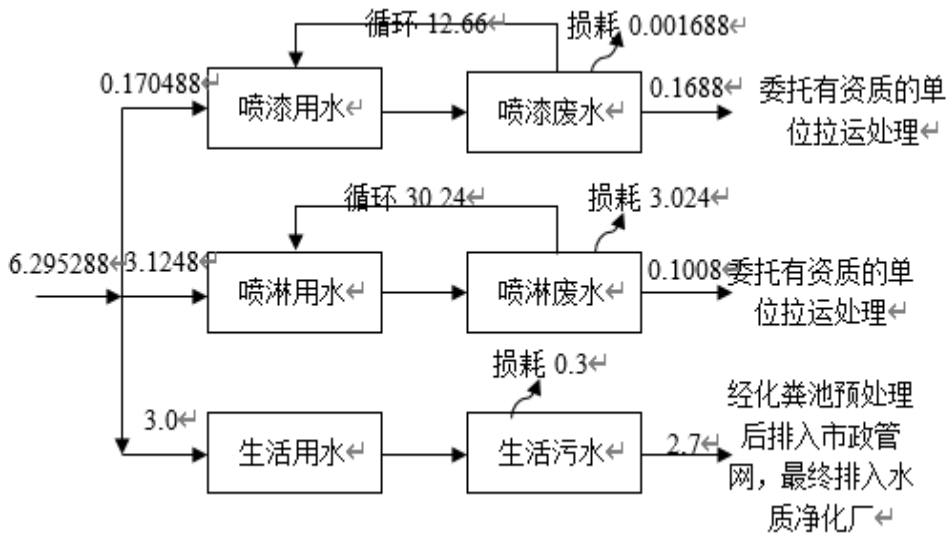 循环 12.66↵
损耗 0.001688↵
0.170488↵
喷漆用水↵
喷漆废水↵
0.1688↵
委托有资质的单
位拉运处理↵
循环 30.24↵
损耗 3.024↵
6.295288↵
3.1248↵
喷淋用水↵
喷淋废水↵
0.1008↵
委托有资质的单
位拉运处理↵
损耗 0.3↵
3.0↵
生活用水↵
生活污水↵
2.7↵
经化粪池预处理
后排入市政管
网，最终排入水
质净化厂↵